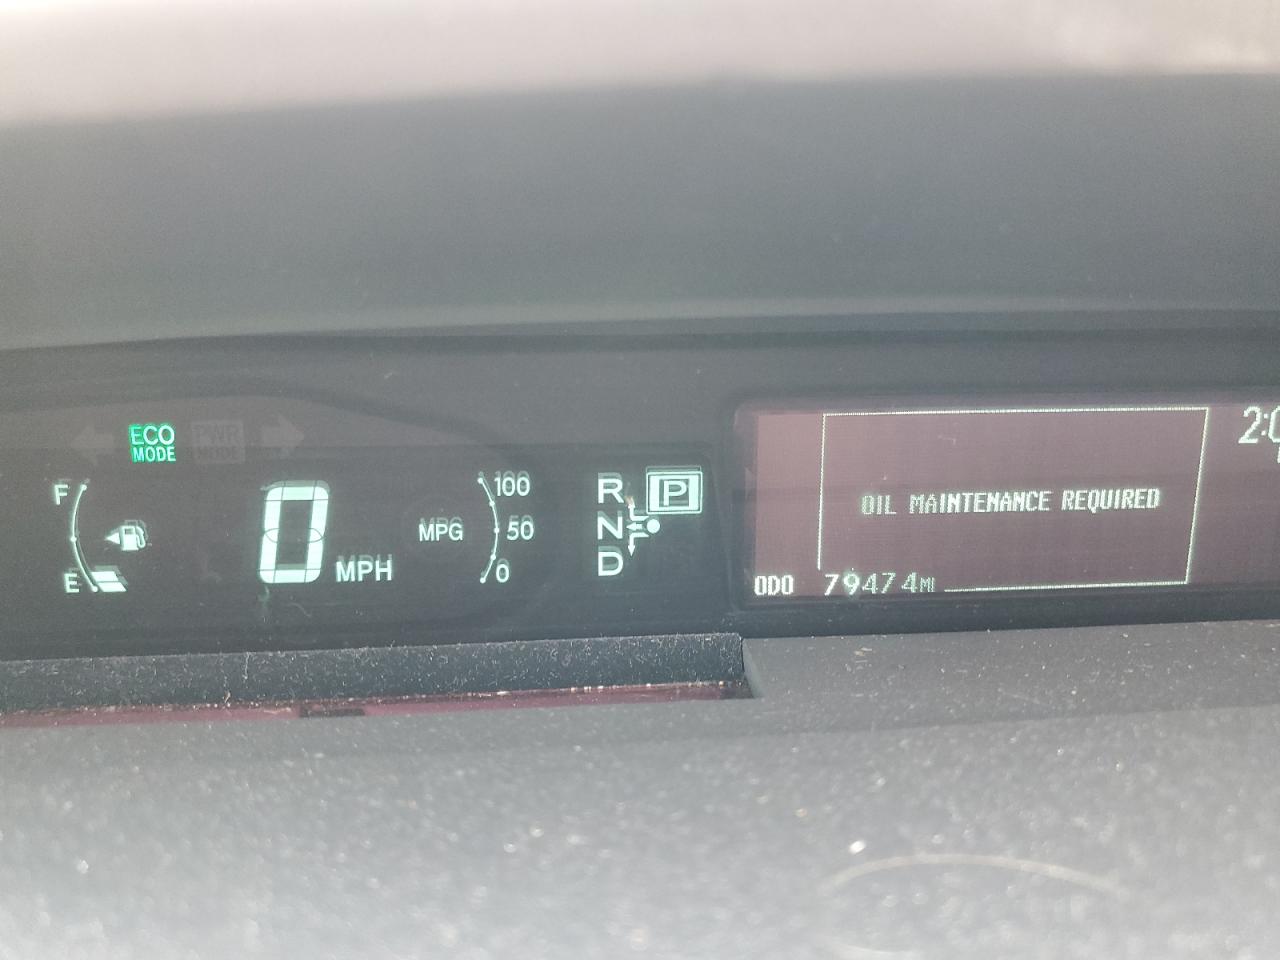 ECO
MODE
PWR
MODE
F
E
0 MPH
MPG
100
50
0
R
N
D
P
OIL MAINTENANCE REQUIRED
ODO 79474MI